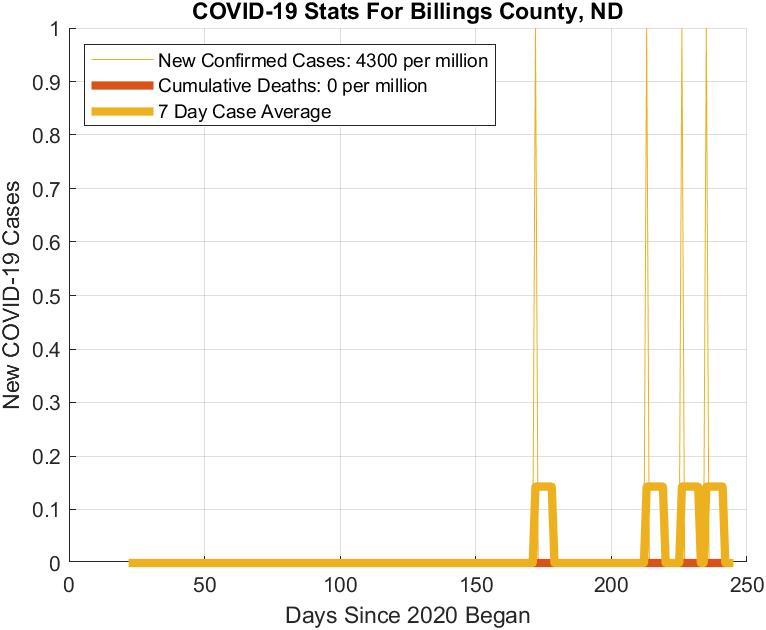 COVID-19 Stats For Billings County, ND
New Confirmed Cases: 4300 per million
Cumulative Deaths: 0 per million
7 Day Case Average
New COVID-19 Cases
1
0.9
0.8
0.7
0.6
0.5
0.4
0.3
0.2
0.1
0
0 50 100 150 200 250
Days Since 2020 Began